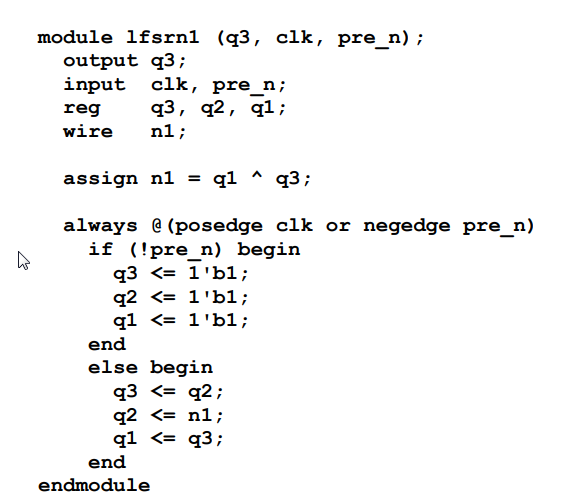 module lfsrn1 (q3, clk, pre_n);
output q3;
input clk, pre_n;
reg q3, q2, q1;
wire n1;
assign n1 = q1 ^ q3;
always @(posedge clk or negedge pre_n)
if (!pre_n) begin
q3 <= 1'b1;
q2 <= 1'b1;
q1 <= 1'b1;
end
else begin
q3 <= q2;
q2 <= n1;
q1 <= q3;
end
endmodule